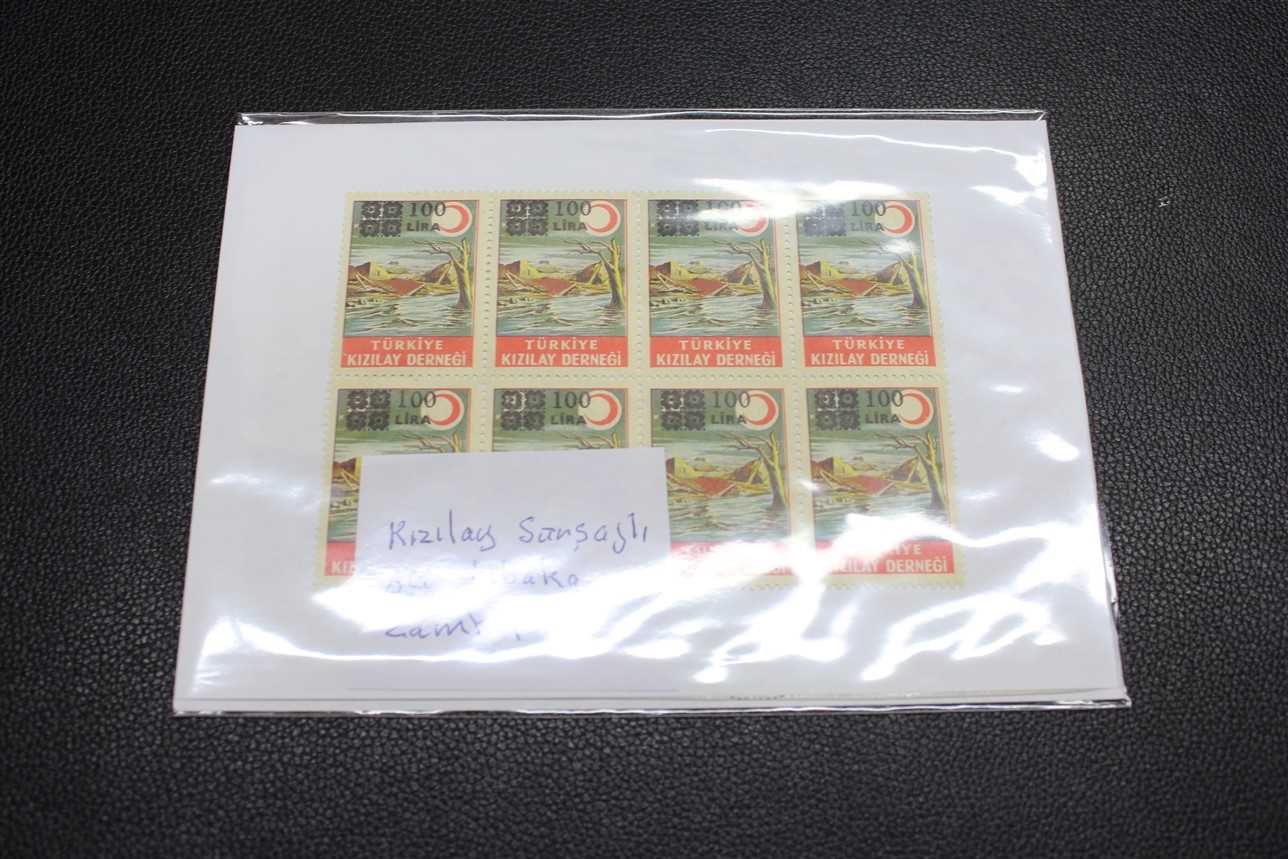 100 100 100 100
LİRA LİRA LİRA LİRA
TÜRKİYE TÜRKİYE TÜRKİYE TÜRKİYE
KIZILAY DERNEĞİ KIZILAY DERNEĞİ KIZILAY DERNEĞİ KIZILAY DERNEĞİ
100 100 100 100
LİRA LİRA LİRA LİRA
KIZILAY DERNEĞİ
Kızılay Sürşajlı